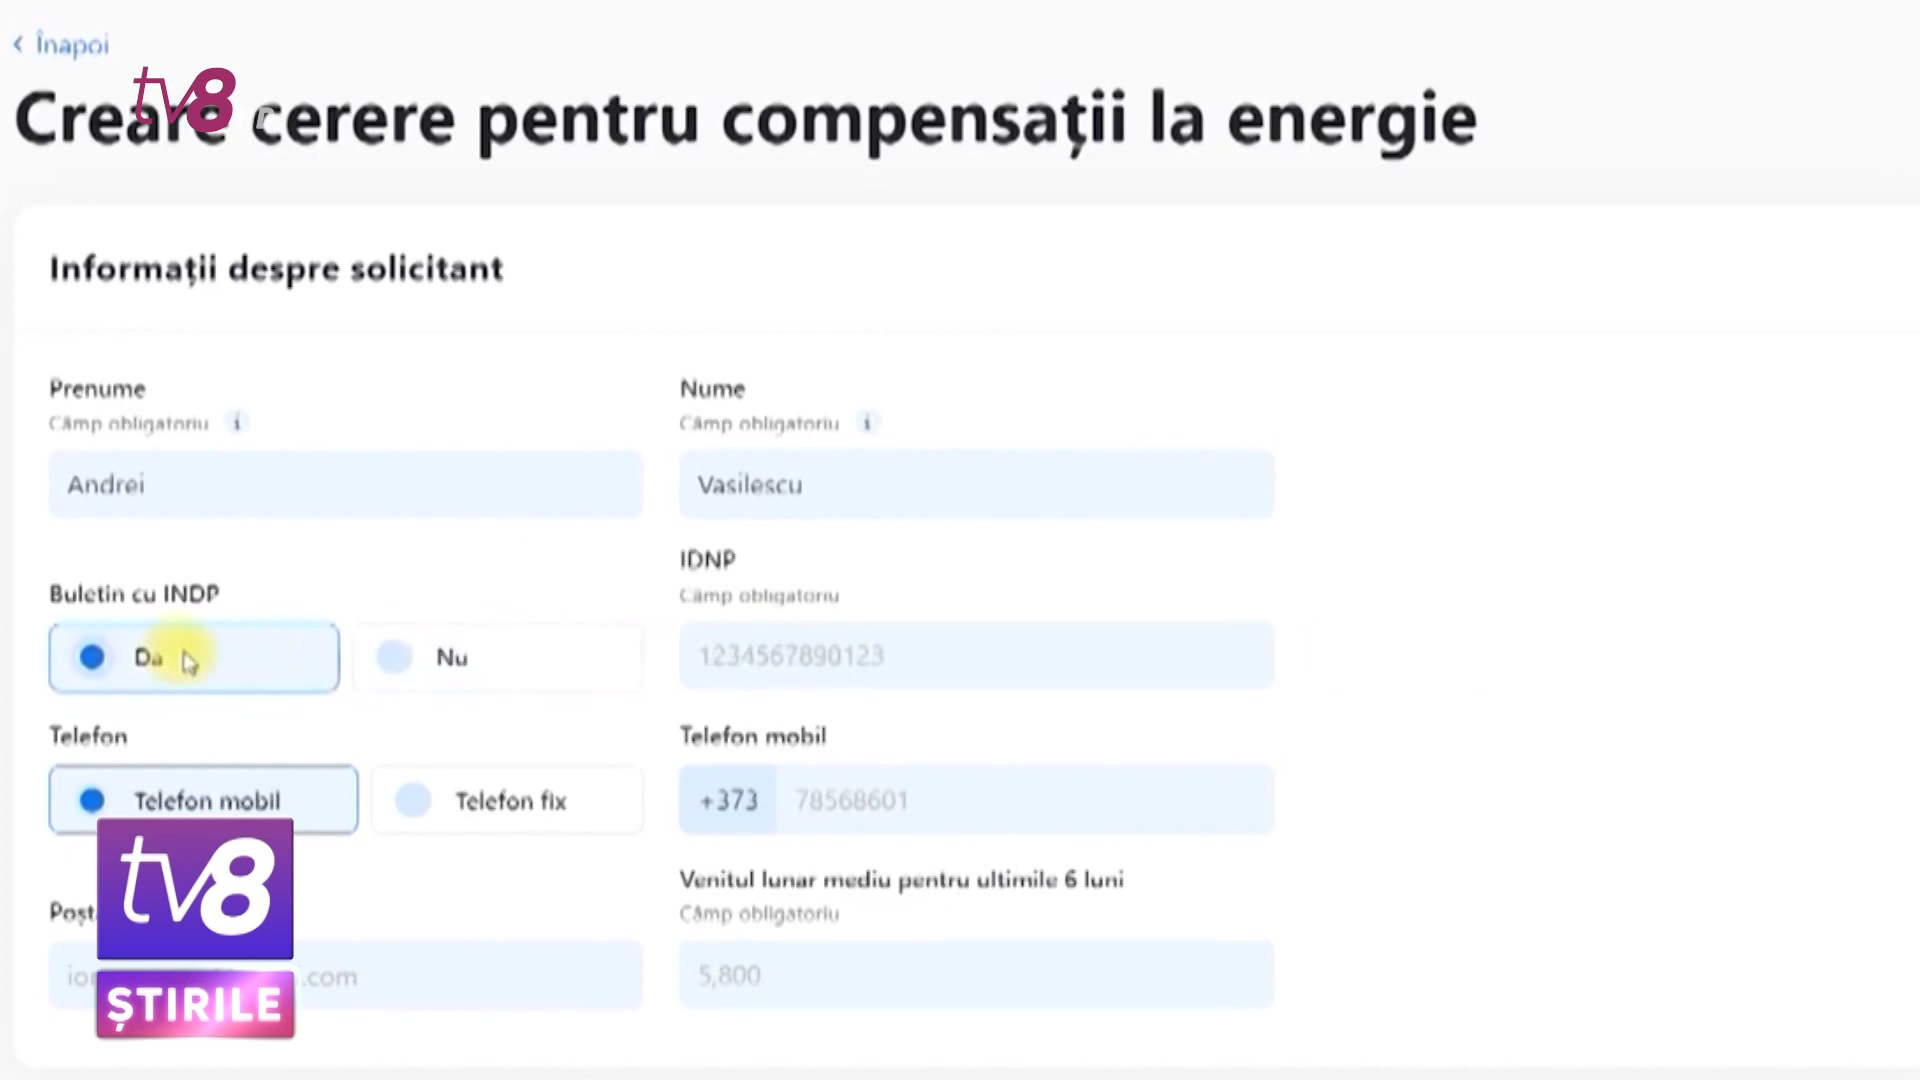 Înapoi
tv8
Creare cerere pentru compensații la energie
Informații despre solicitant
Prenume
Câmp obligatoriu i
Andrei
Nume
Câmp obligatoriu i
Vasilescu
Buletin cu INDP
Da
Nu
IDNP
Câmp obligatoriu
1234567890123
Telefon
Telefon mobil
Telefon fix
Telefon mobil
+373 78568601
Venitul lunar mediu pentru ultimile 6 luni
Câmp obligatoriu
5,800
.com
tv8
ȘTIRILE